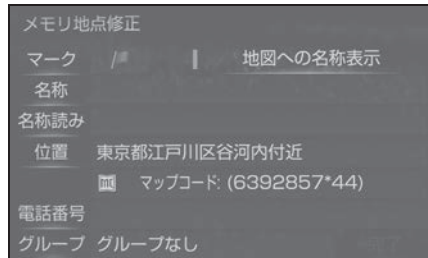 メモリ地点修正
マーク 地図への名称表示
名称
名称読み
位置 東京都江戸川区谷河内付近
マップコード: (6392857*44)
電話番号
グループ グループなし